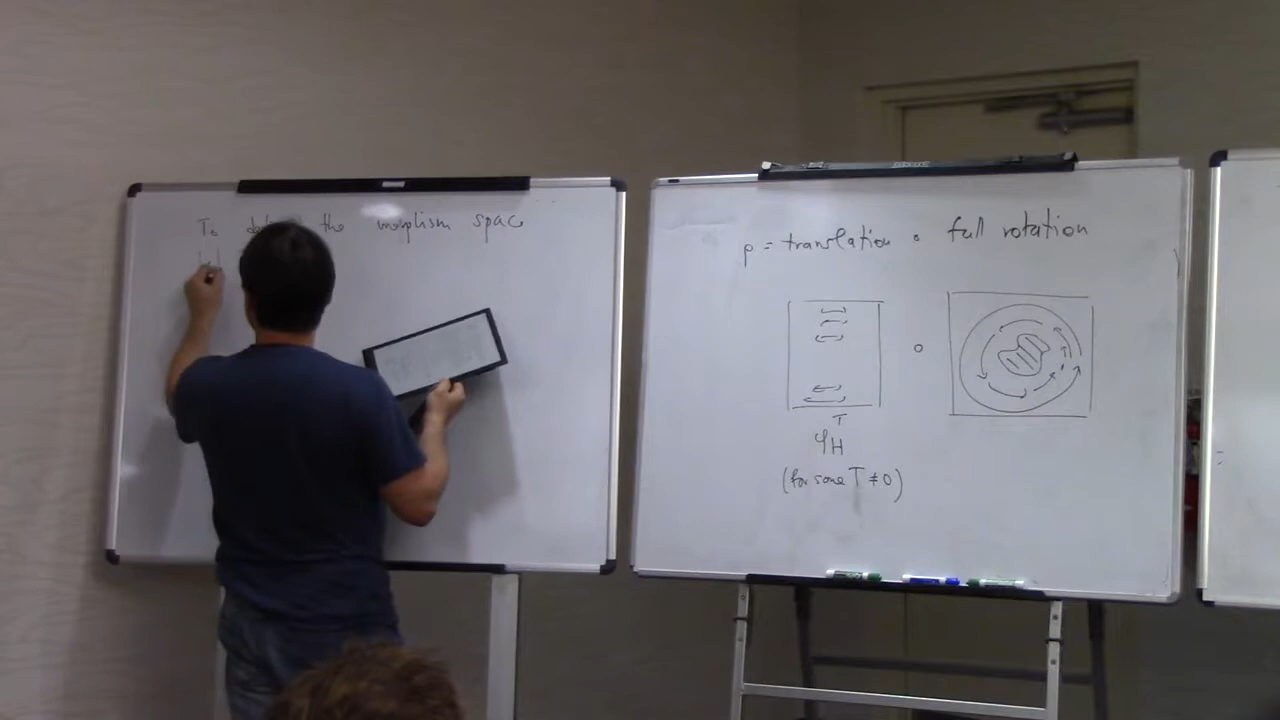 To the morphism space
ρ = translation ∘ full rotation
∘
T
φH
(for some T ≠ 0)